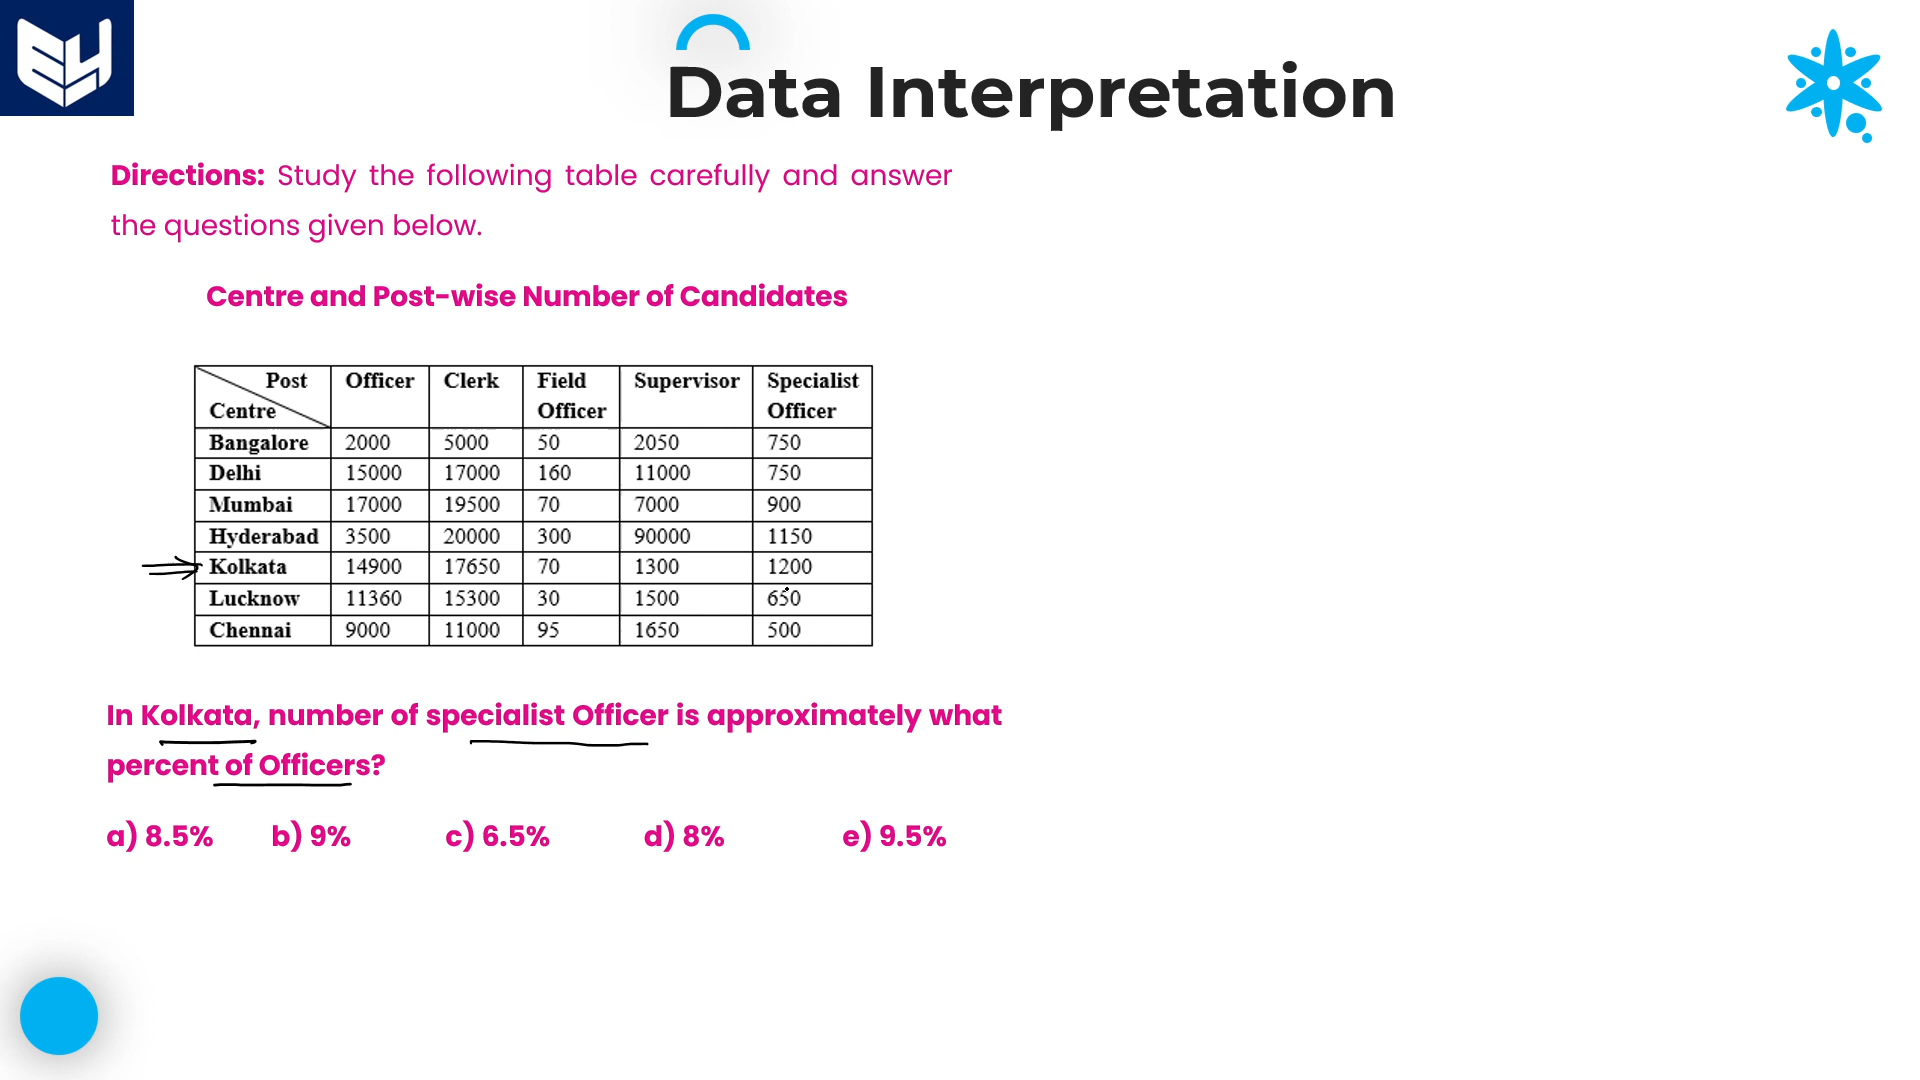 Data Interpretation
Directions: Study the following table carefully and answer
the questions given below.
Centre and Post-wise Number of Candidates
Post Centre Officer Clerk Field Officer Supervisor Specialist Officer
Bangalore 2000 5000 50 2050 750
Delhi 15000 17000 160 11000 750
Mumbai 17000 19500 70 7000 900
Hyderabad 3500 20000 300 90000 1150
Kolkata 14900 17650 70 1300 1200
Lucknow 11360 15300 30 1500 650
Chennai 9000 11000 95 1650 500
In Kolkata, number of specialist Officer is approximately what
percent of Officers?
a) 8.5% b) 9% c) 6.5% d) 8% e) 9.5%